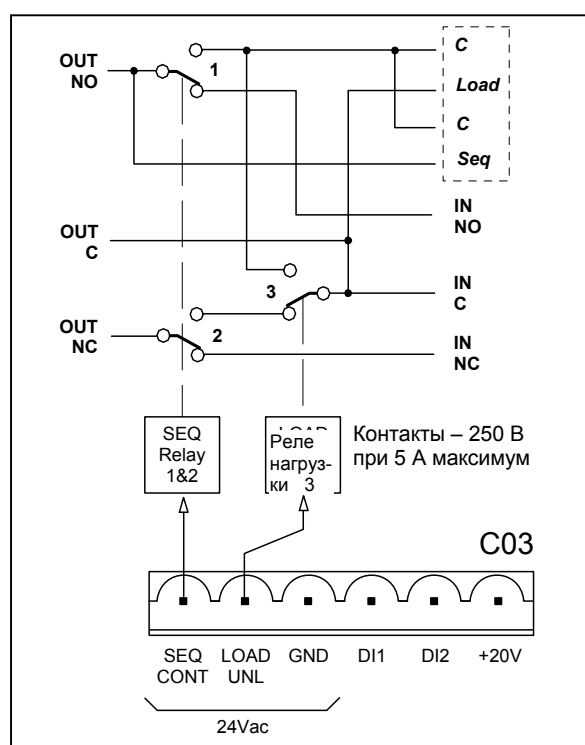 OUT
NO
1
C
Load
C
Seq
IN
NO
OUT
C
3
IN
C
OUT
NC
2
IN
NC
SEQ
Relay
1&2
Реле
нагруз-
ки 3
Контакты – 250 В
при 5 А максимум
C03
SEQ
CONT
LOAD
UNL
GND
DI1
DI2
+20V
24Vac